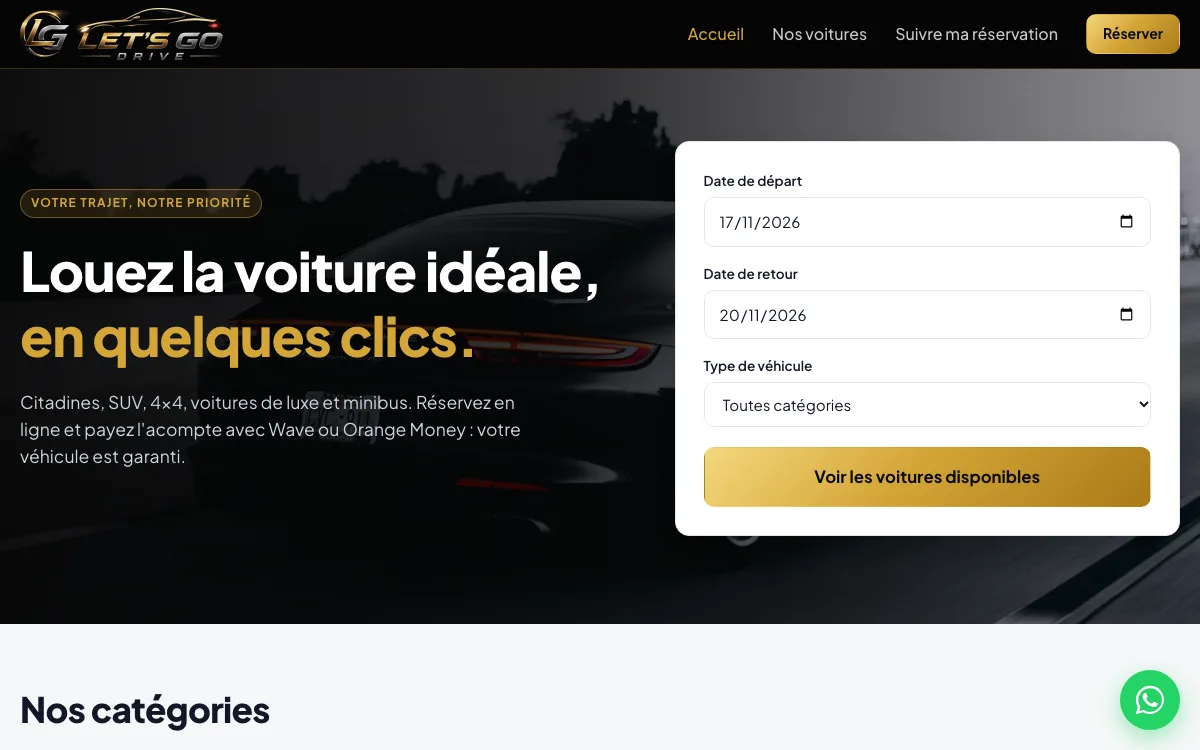 LG LET'S GO
DRIVE
Accueil
Nos voitures
Suivre ma réservation
Réserver
VOTRE TRAJET, NOTRE PRIORITÉ
Louez la voiture idéale,
en quelques clics.
Citadines, SUV, 4×4, voitures de luxe et minibus. Réservez en
ligne et payez l'acompte avec Wave ou Orange Money : votre
véhicule est garanti.
Date de départ
17/11/2026
Date de retour
20/11/2026
Type de véhicule
Toutes catégories
Voir les voitures disponibles
Nos catégories